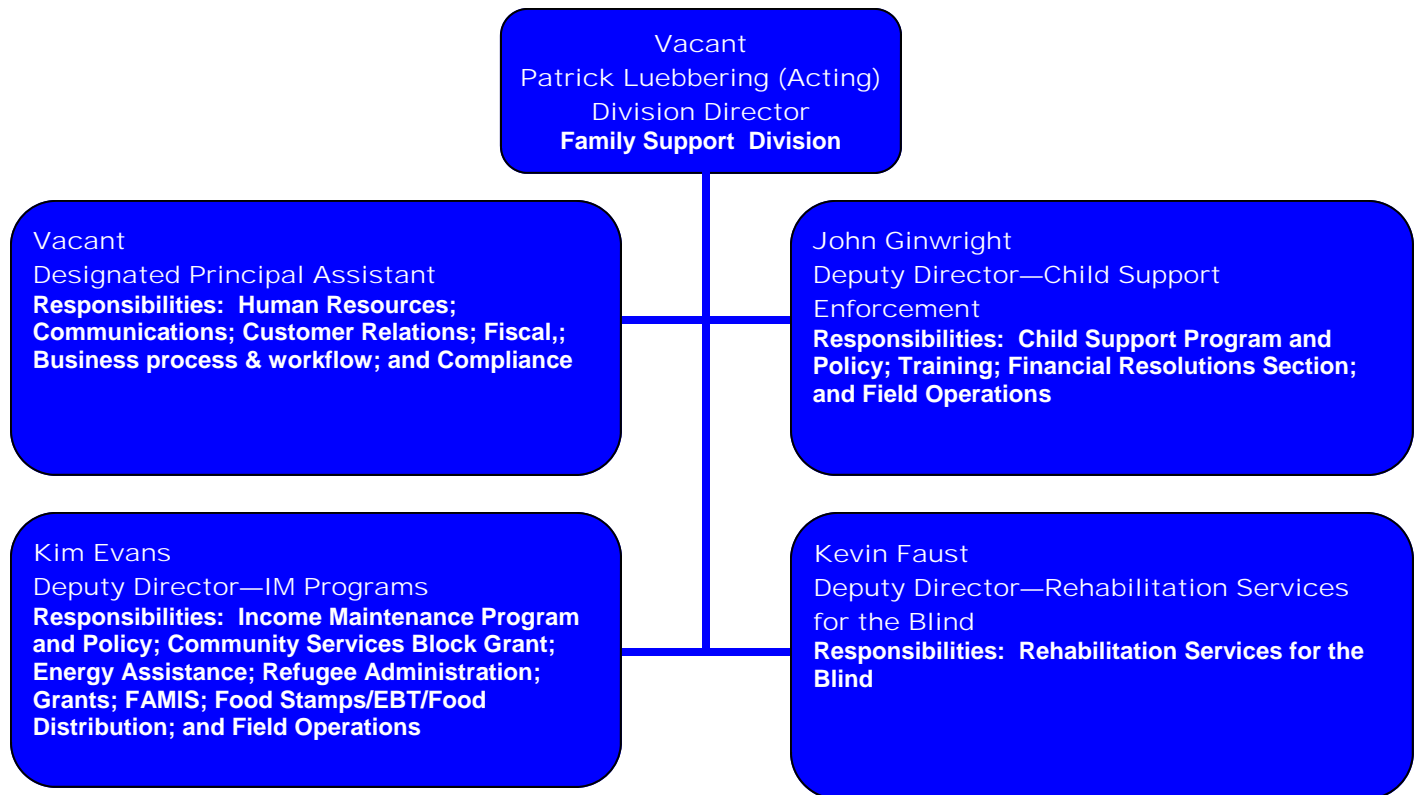 Vacant
Patrick Luebbering (Acting)
Division Director
Family Support  Division
Vacant
Designated Principal Assistant
Responsibilities:  Human Resources;
Communications; Customer Relations; Fiscal,;
Business process & workflow; and Compliance
John Ginwright
Deputy Director—Child Support
Enforcement
Responsibilities:  Child Support Program and
Policy; Training; Financial Resolutions Section;
and Field Operations
Kim Evans
Deputy Director—IM Programs
Responsibilities:  Income Maintenance Program
and Policy; Community Services Block Grant;
Energy Assistance; Refugee Administration;
Grants; FAMIS; Food Stamps/EBT/Food
Distribution; and Field Operations
Kevin Faust
Deputy Director—Rehabilitation Services
for the Blind
Responsibilities:  Rehabilitation Services for the
Blind